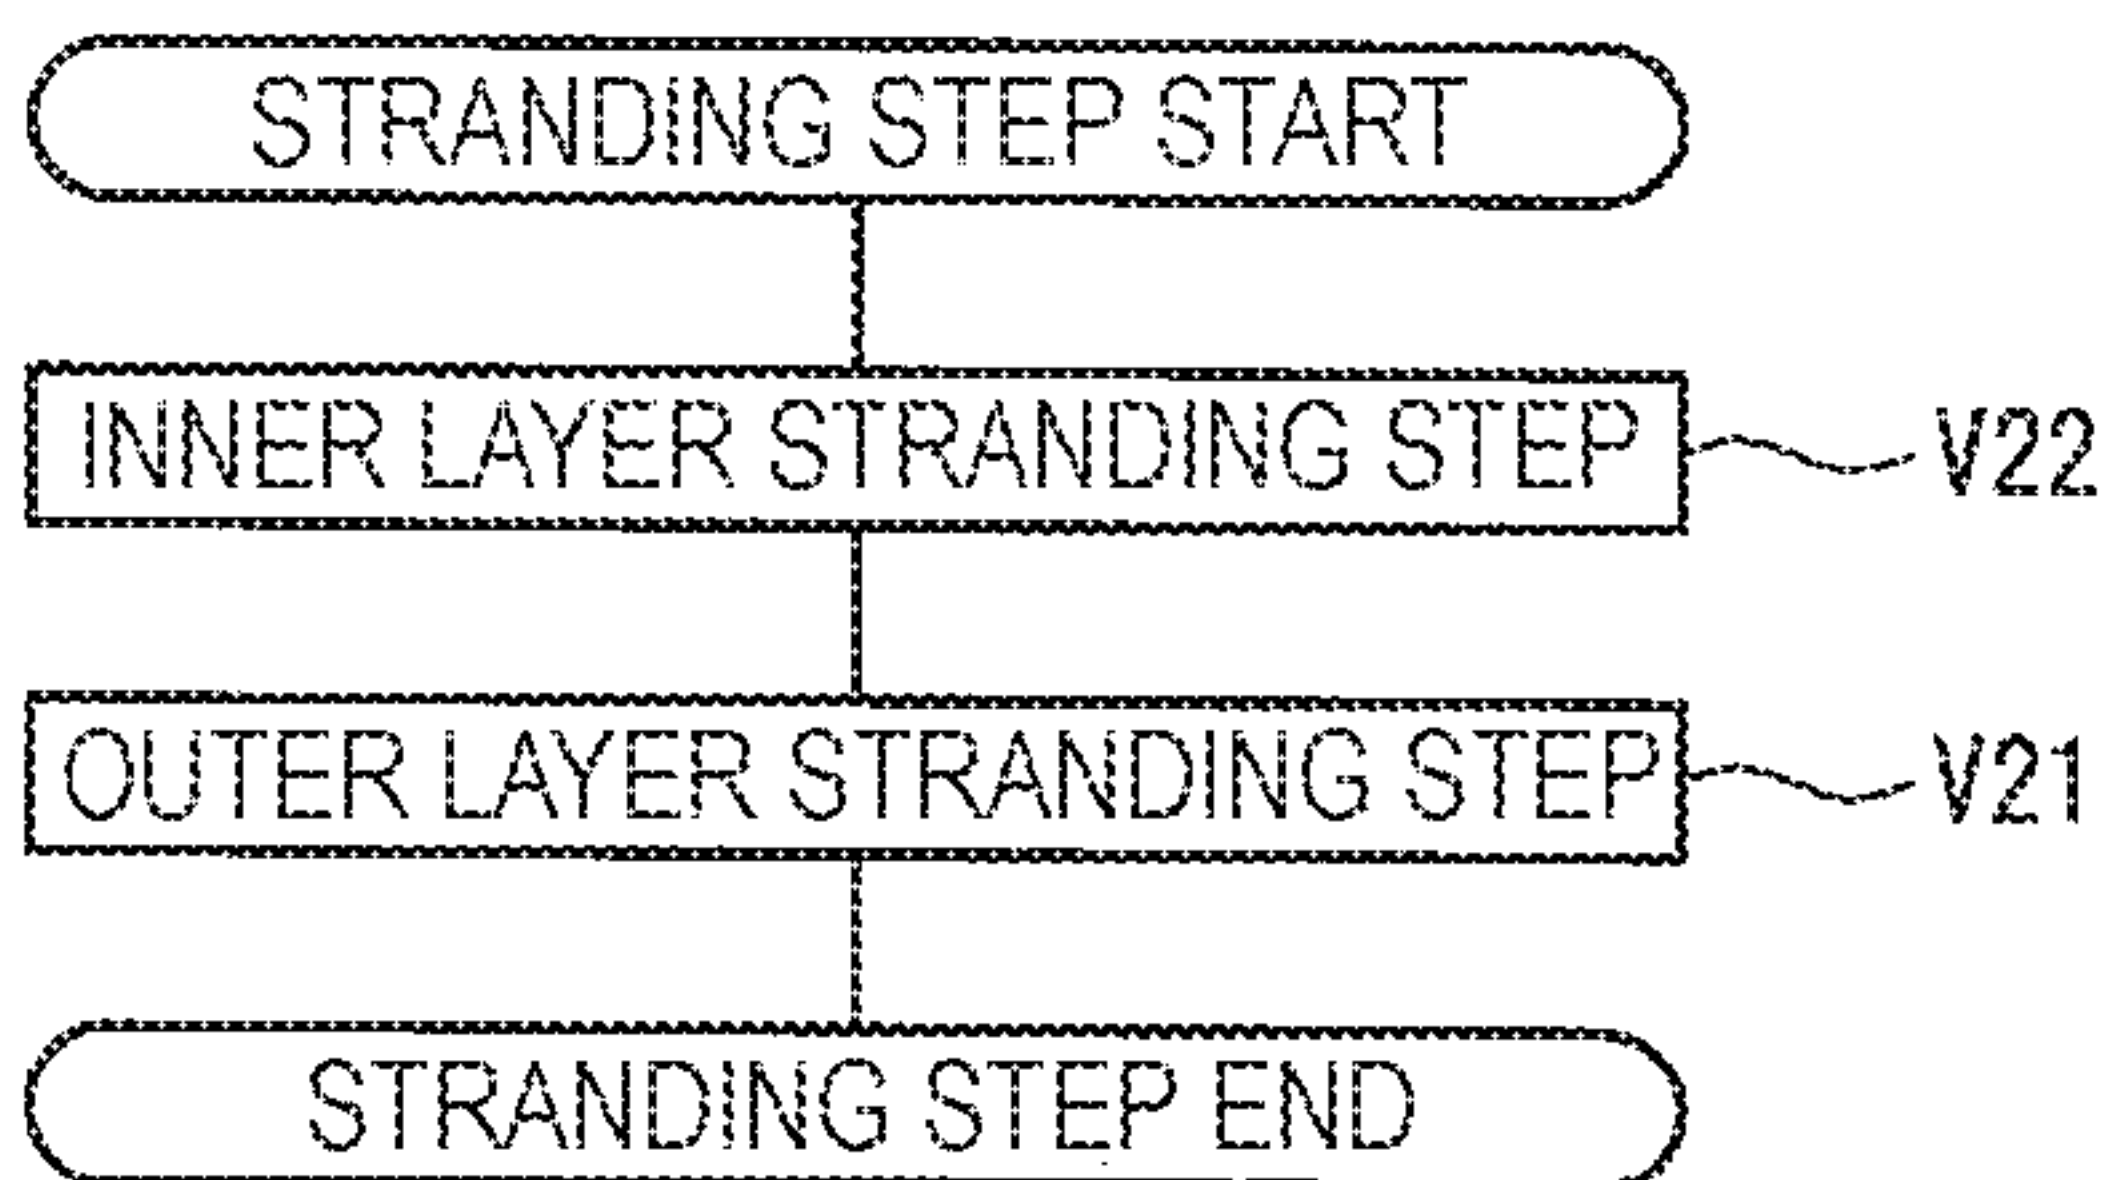 STRANDING STEP START
INNER LAYER STRANDING STEP
V22
OUTER LAYER STRANDING STEP
V21
STRANDING STEP END